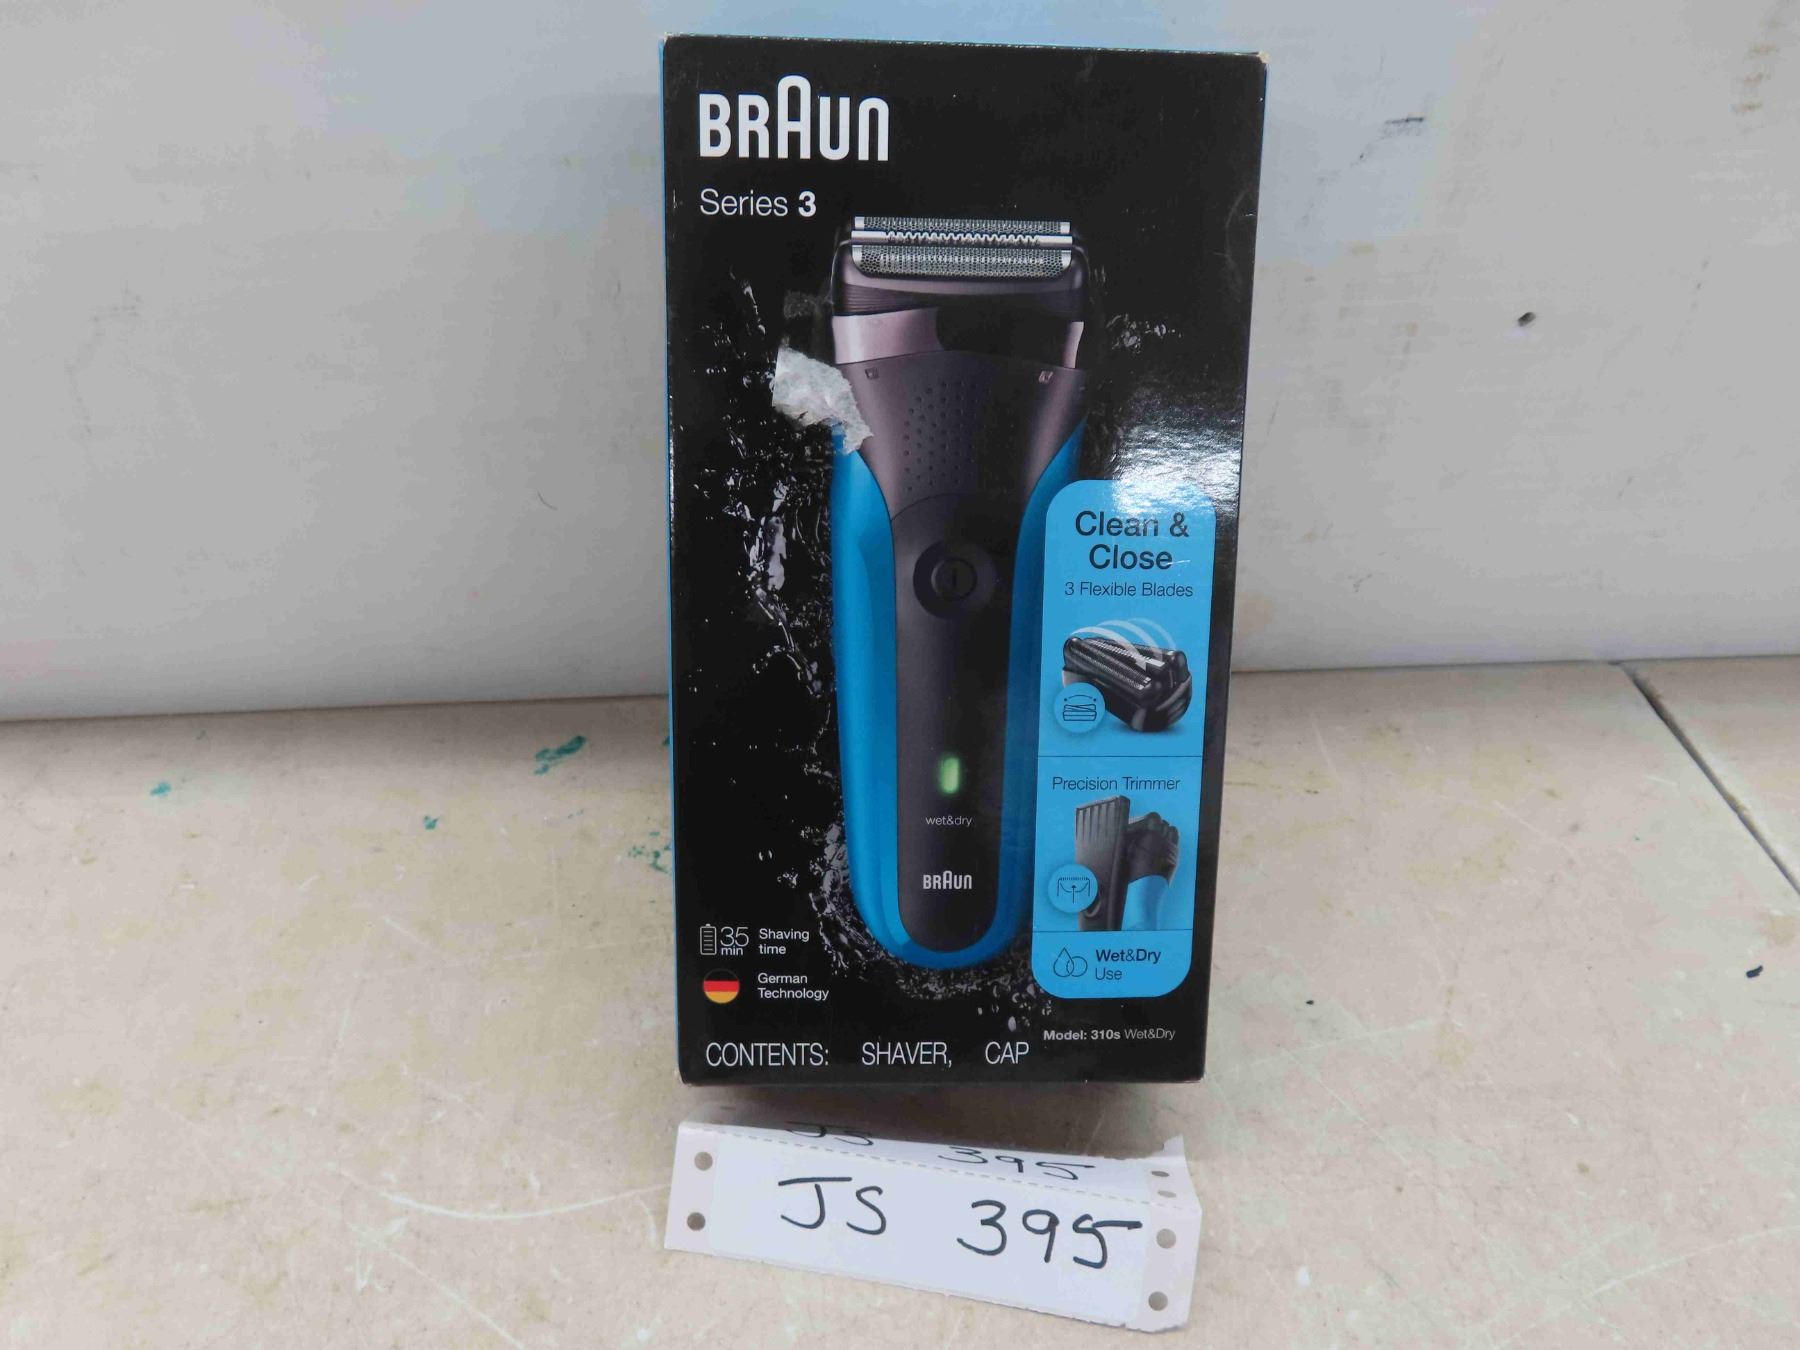 BRAUN
Series 3
Clean &
Close
3 Flexible Blades
Precision Trimmer
wet&dry
BRAUN
35
min
Shaving
time
German
Technology
Wet&Dry
Use
Model: 310s Wet&Dry
CONTENTS: SHAVER, CAP
JS 395
JS 395